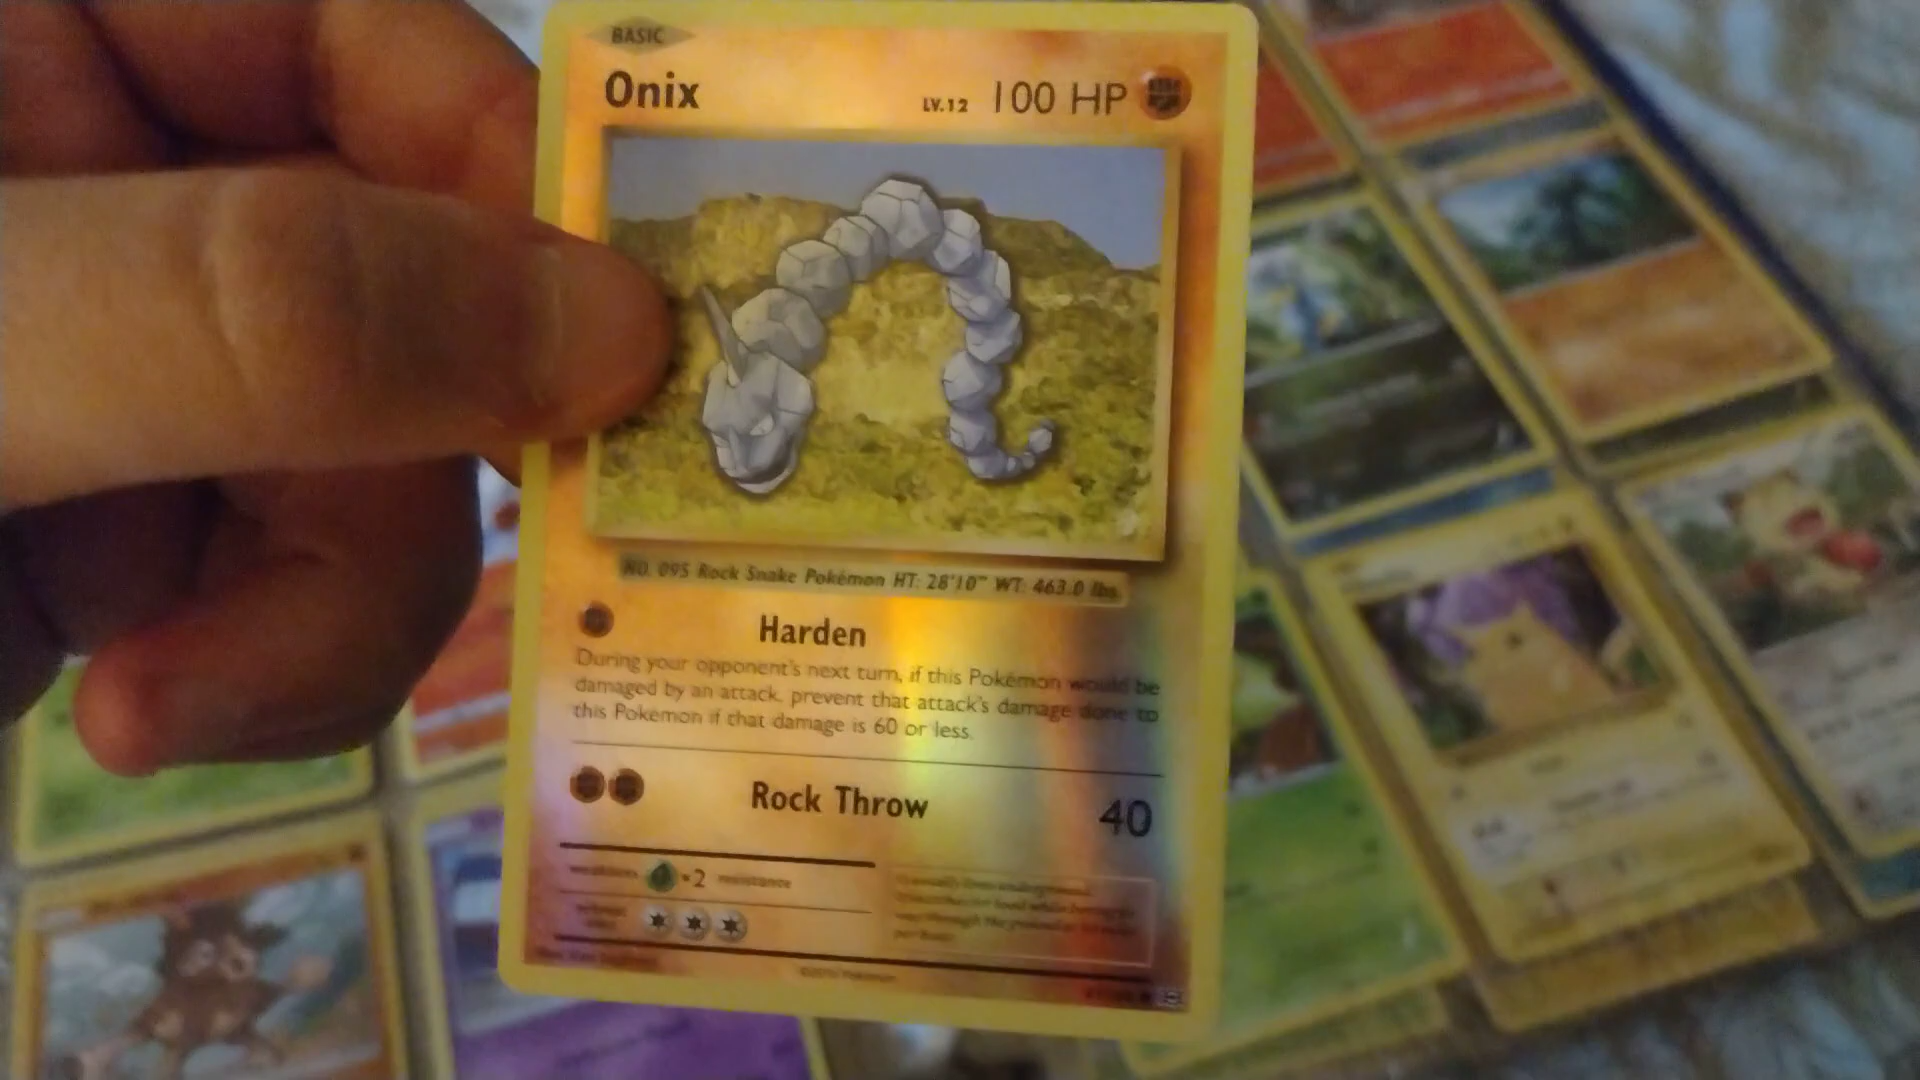 BASIC
Onix
LV.12 100 HP
NO. 095 Rock Snake Pokémon HT: 28'10" WT: 463.0 lbs.
Harden
During your opponent's next turn, if this Pokémon would be
damaged by an attack, prevent that attack's damage done to
this Pokémon if that damage is 60 or less.
Rock Throw 40
weakness ×2 resistance